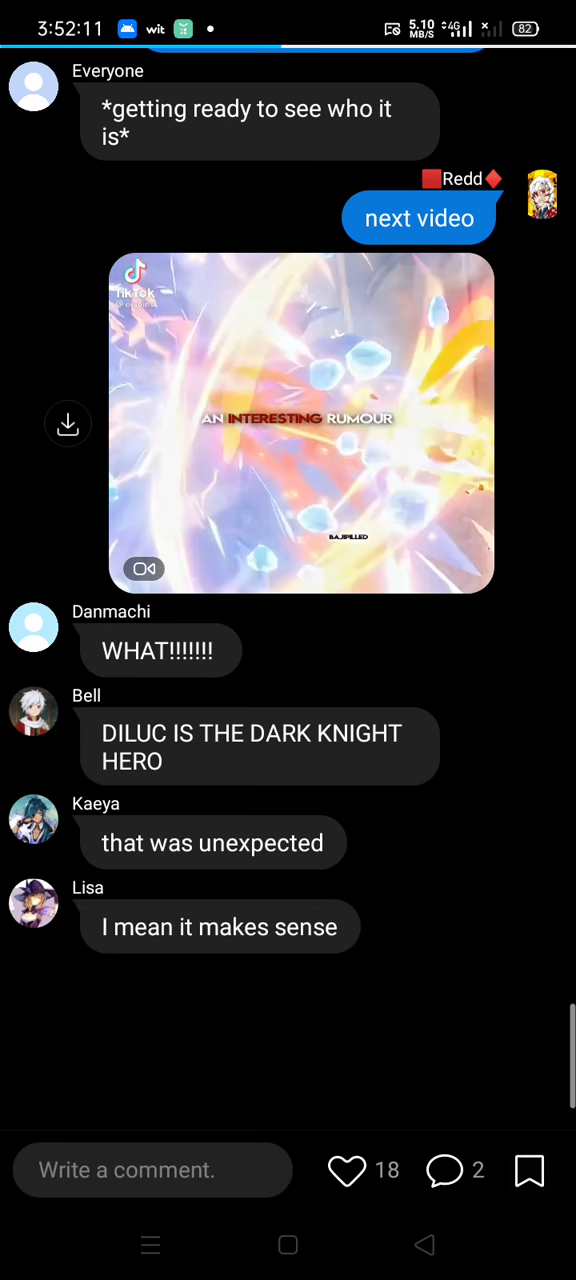 3:52:11 wit 5.10 MB/S 4G 82
Everyone
*getting ready to see who it
is*
🟥Redd♦️
next video
TikTok
AN INTERESTING RUMOUR
BAJIPILLED
Danmachi
WHAT!!!!!!!
Bell
DILUC IS THE DARK KNIGHT
HERO
Kaeya
that was unexpected
Lisa
I mean it makes sense
Write a comment. 18 2